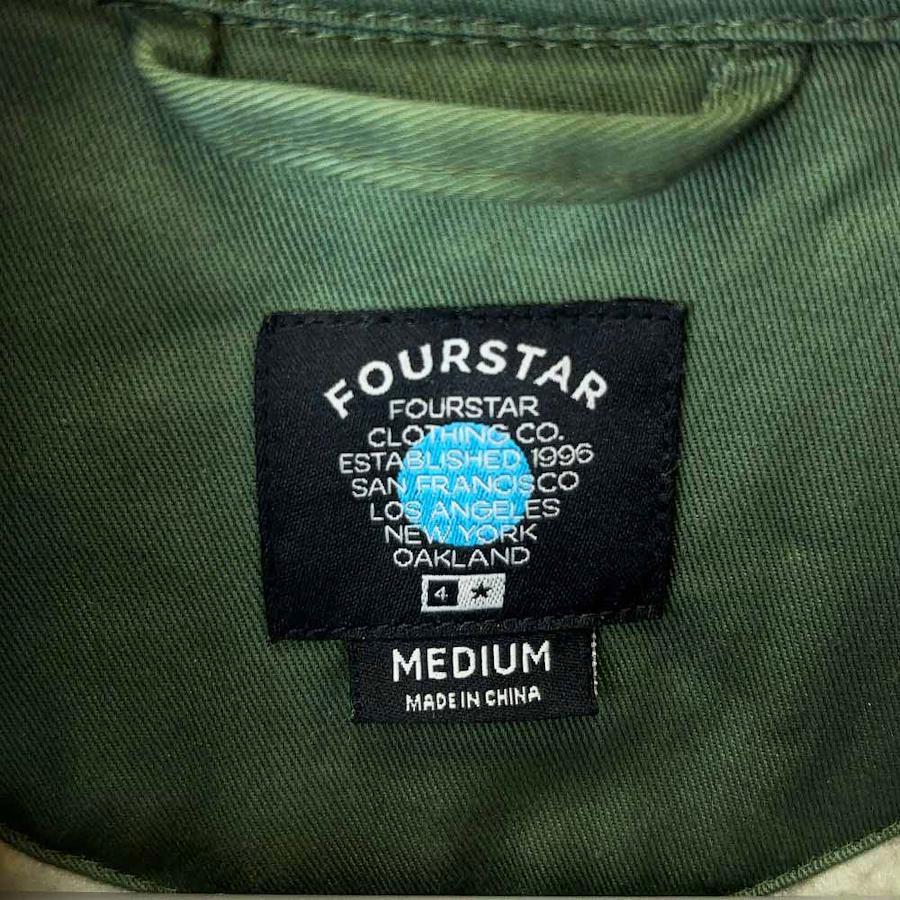 FOURSTAR
FOURSTAR
CLOTHING CO.
ESTABLISHED 1996
SAN FRANCISCO
LOS ANGELES
NEW YORK
OAKLAND
4 ★
MEDIUM
MADE IN CHINA